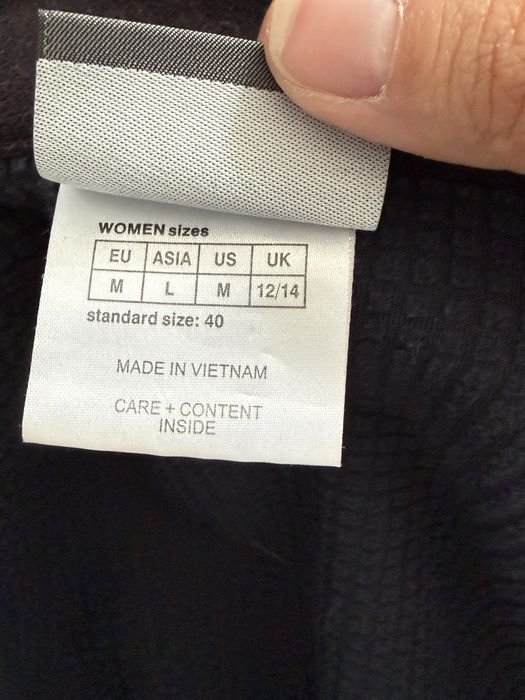 WOMEN sizes
EU ASIA US UK
M L M 12/14
standard size: 40
MADE IN VIETNAM
CARE + CONTENT
INSIDE